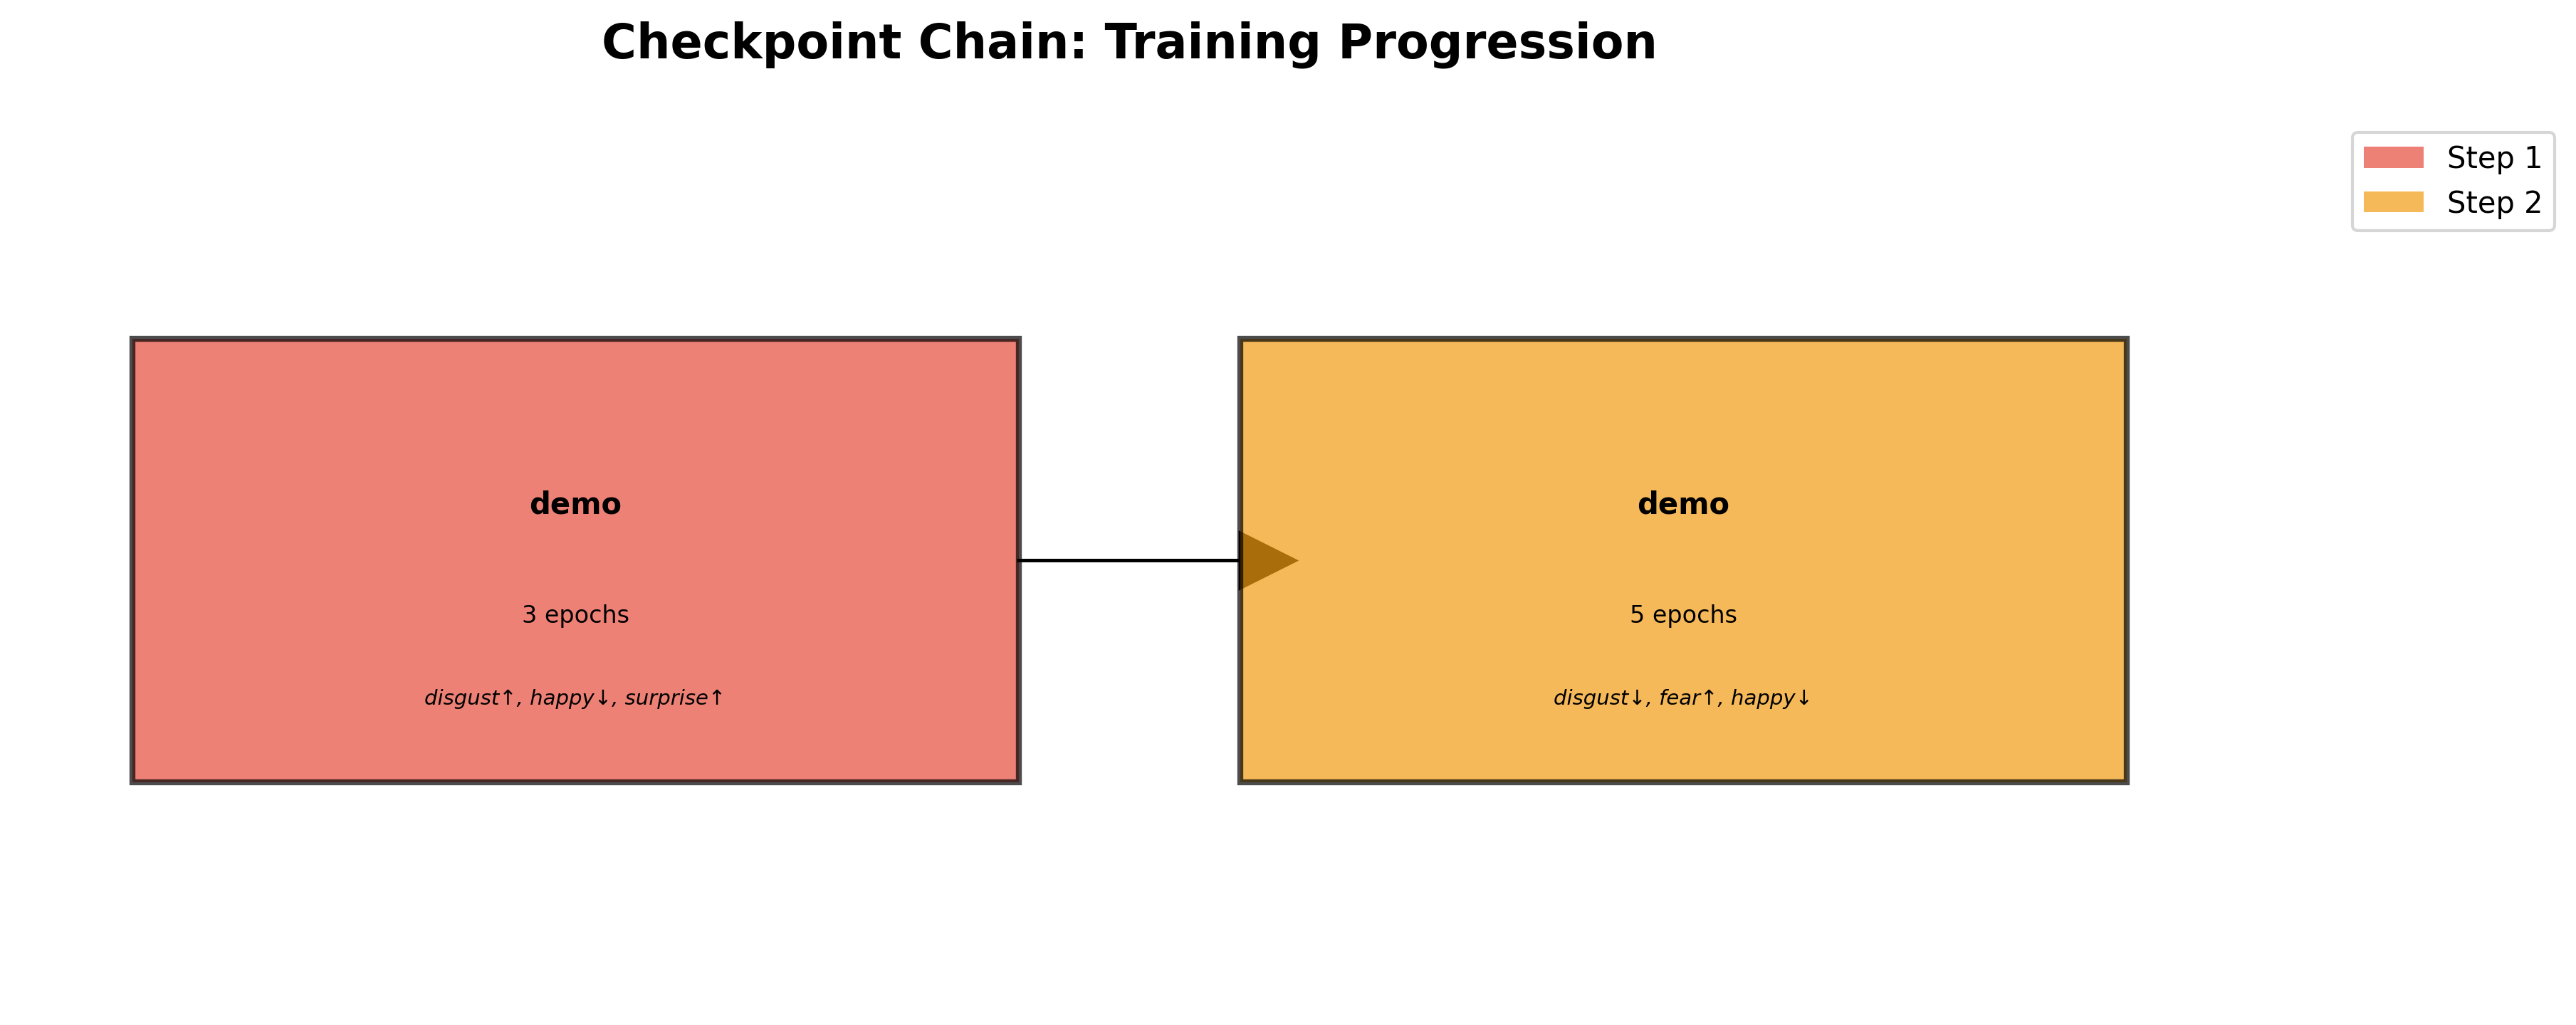 Checkpoint Chain: Training Progression
Step 1
Step 2
demo
3 epochs
disgust↑, happy↓, surprise↑
demo
5 epochs
disgust↓, fear↑, happy↓